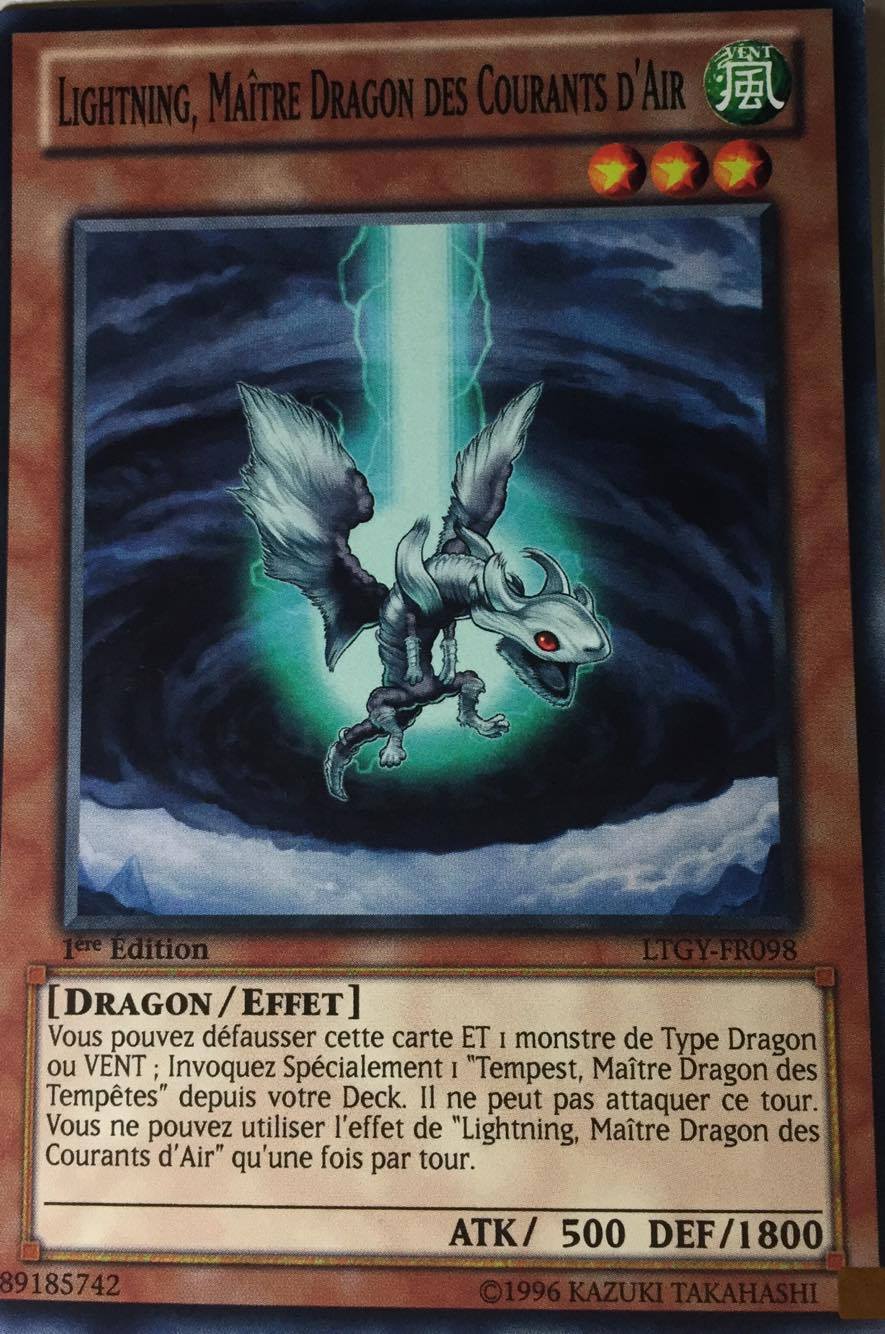 LIGHTNING, MAÎTRE DRAGON DES COURANTS D'AIR
VENT
風
1ère Édition
LTGY-FR098
[DRAGON/EFFET]
Vous pouvez défausser cette carte ET 1 monstre de Type Dragon
ou VENT ; Invoquez Spécialement 1 "Tempest, Maître Dragon des
Tempêtes" depuis votre Deck. Il ne peut pas attaquer ce tour.
Vous ne pouvez utiliser l'effet de "Lightning, Maître Dragon des
Courants d'Air" qu'une fois par tour.
ATK/ 500 DEF/1800
89185742
©1996 KAZUKI TAKAHASHI